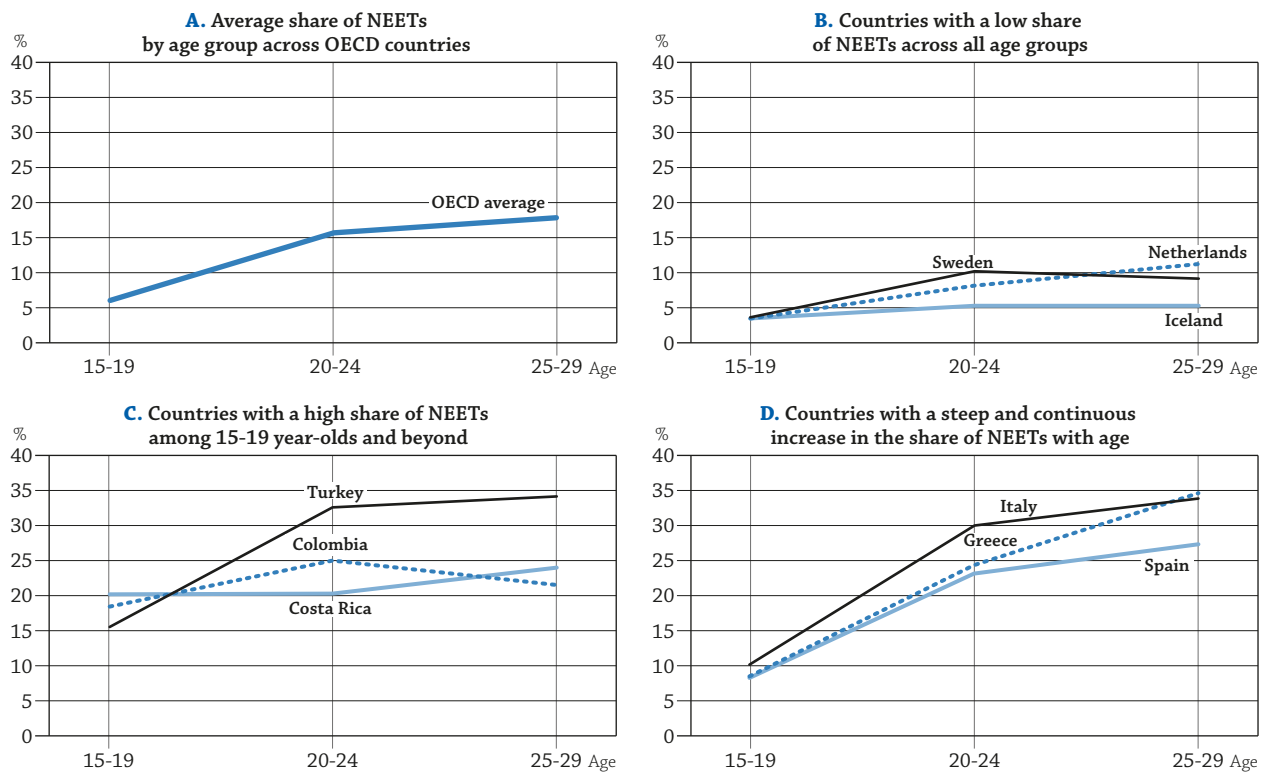 A. Average share of NEETs
by age group across OECD countries
%
40
35
30
25
20
15
10
5
0
OECD average
15-19
20-24
25-29 Age
B. Countries with a low share
of NEETs across all age groups
%
40
35
30
25
20
15
10
5
0
Sweden
Netherlands
Iceland
15-19
20-24
25-29 Age
C. Countries with a high share of NEETs
among 15-19 year-olds and beyond
%
40
35
30
25
20
15
10
5
0
Turkey
Colombia
Costa Rica
15-19
20-24
25-29 Age
D. Countries with a steep and continuous
increase in the share of NEETs with age
%
40
35
30
25
20
15
10
5
0
Italy
Greece
Spain
15-19
20-24
25-29 Age